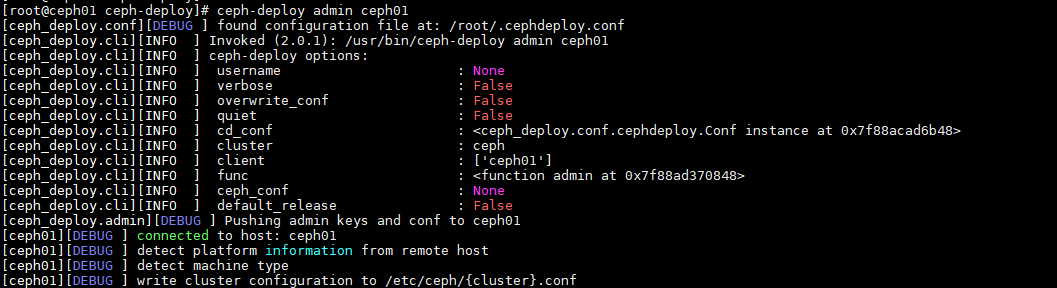 [root@ceph01 ceph-deploy]# ceph-deploy admin ceph01
[ceph_deploy.conf][DEBUG ] found configuration file at: /root/.cephdeploy.conf
[ceph_deploy.cli][INFO  ] Invoked (2.0.1): /usr/bin/ceph-deploy admin ceph01
[ceph_deploy.cli][INFO  ] ceph-deploy options:
[ceph_deploy.cli][INFO  ]  username                      : None
[ceph_deploy.cli][INFO  ]  verbose                       : False
[ceph_deploy.cli][INFO  ]  overwrite_conf                : False
[ceph_deploy.cli][INFO  ]  quiet                         : False
[ceph_deploy.cli][INFO  ]  cd_conf                       : <ceph_deploy.conf.cephdeploy.Conf instance at 0x7f88acad6b48>
[ceph_deploy.cli][INFO  ]  cluster                       : ceph
[ceph_deploy.cli][INFO  ]  client                        : ['ceph01']
[ceph_deploy.cli][INFO  ]  func                          : <function admin at 0x7f88ad370848>
[ceph_deploy.cli][INFO  ]  ceph_conf                     : None
[ceph_deploy.cli][INFO  ]  default_release               : False
[ceph_deploy.admin][DEBUG ] Pushing admin keys and conf to ceph01
[ceph01][DEBUG ] connected to host: ceph01
[ceph01][DEBUG ] detect platform information from remote host
[ceph01][DEBUG ] detect machine type
[ceph01][DEBUG ] write cluster configuration to /etc/ceph/{cluster}.conf